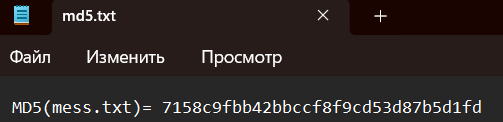 md5.txt
Файл Изменить Просмотр
MD5(mess.txt)= 7158c9fbb42bbccf8f9cd53d87b5d1fd